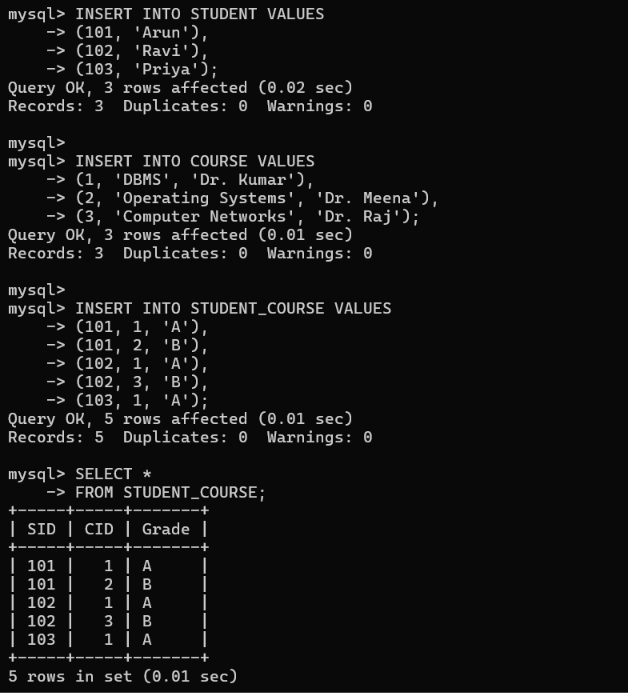 mysql> INSERT INTO STUDENT VALUES
    -> (101, 'Arun'),
    -> (102, 'Ravi'),
    -> (103, 'Priya');
Query OK, 3 rows affected (0.02 sec)
Records: 3  Duplicates: 0  Warnings: 0

mysql>
mysql> INSERT INTO COURSE VALUES
    -> (1, 'DBMS', 'Dr. Kumar'),
    -> (2, 'Operating Systems', 'Dr. Meena'),
    -> (3, 'Computer Networks', 'Dr. Raj');
Query OK, 3 rows affected (0.01 sec)
Records: 3  Duplicates: 0  Warnings: 0

mysql>
mysql> INSERT INTO STUDENT_COURSE VALUES
    -> (101, 1, 'A'),
    -> (101, 2, 'B'),
    -> (102, 1, 'A'),
    -> (102, 3, 'B'),
    -> (103, 1, 'A');
Query OK, 5 rows affected (0.01 sec)
Records: 5  Duplicates: 0  Warnings: 0

mysql> SELECT *
    -> FROM STUDENT_COURSE;
+-----+-----+-------+
| SID | CID | Grade |
+-----+-----+-------+
| 101 |   1 | A     |
| 101 |   2 | B     |
| 102 |   1 | A     |
| 102 |   3 | B     |
| 103 |   1 | A     |
+-----+-----+-------+
5 rows in set (0.01 sec)